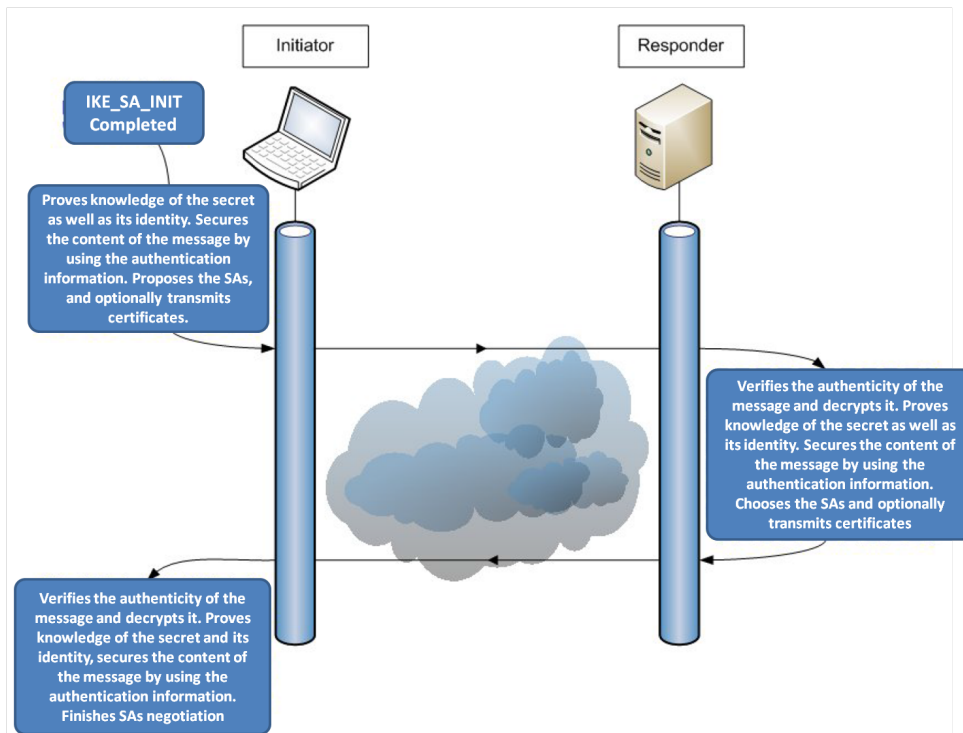 Initiator
Responder
IKE_SA_INIT
Completed
Proves knowledge of the secret
as well as its identity. Secures
the content of the message by
using the authentication
information. Proposes the SAs,
and optionally transmits
certificates.
Verifies the authenticity of the
message and decrypts it. Proves
knowledge of the secret as well as
its identity. Secures the content of
the message by using the
authentication information.
Chooses the SAs and optionally
transmits certificates
Verifies the authenticity of the
message and decrypts it. Proves
knowledge of the secret and its
identity, secures the content of
the message by using the
authentication information.
Finishes SAs negotiation